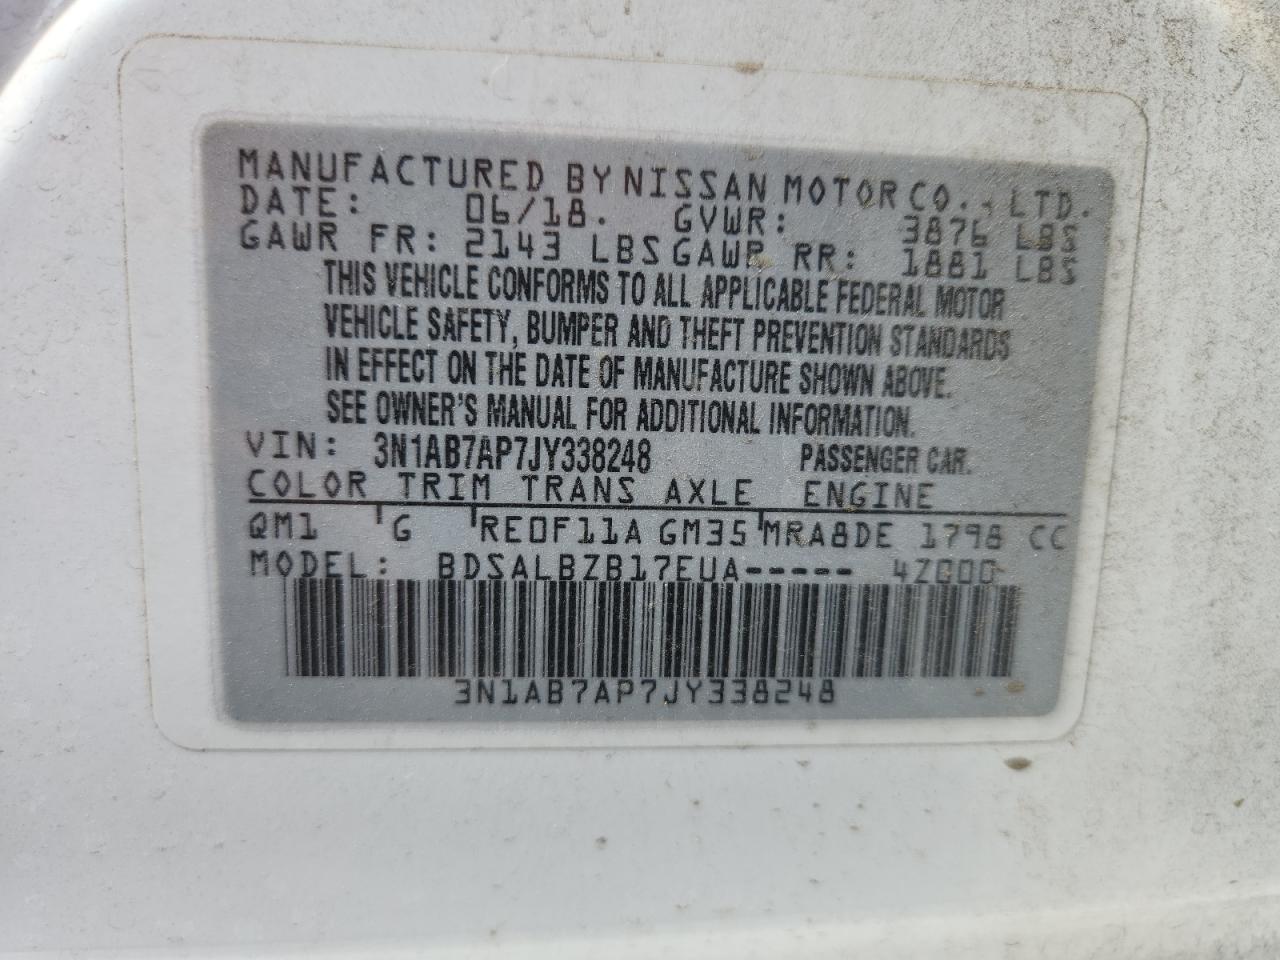 MANUFACTURED BY NISSAN MOTOR CO., LTD.
DATE: 06/18. GVWR: 3876 LBS
GAWR FR: 2143 LBS GAWR RR: 1881 LBS
THIS VEHICLE CONFORMS TO ALL APPLICABLE FEDERAL MOTOR
VEHICLE SAFETY, BUMPER AND THEFT PREVENTION STANDARDS
IN EFFECT ON THE DATE OF MANUFACTURE SHOWN ABOVE.
SEE OWNER'S MANUAL FOR ADDITIONAL INFORMATION.
VIN: 3N1AB7AP7JY338248 PASSENGER CAR.
COLOR TRIM TRANS AXLE ENGINE
QM1 G RE0F11A GM35 MRA8DE 1798 CC
MODEL: BDSALBZB17EUA----- 4Z000-
3N1AB7AP7JY338248